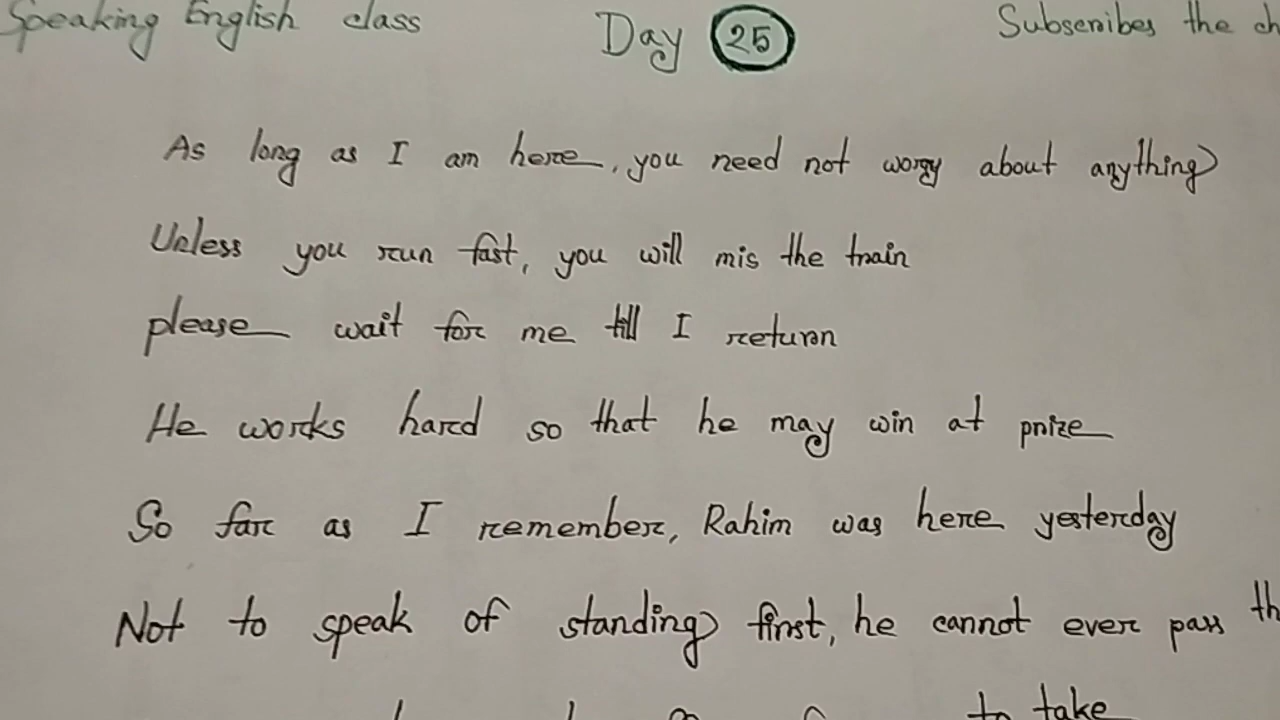 Speaking English class Day 25 Subscribes the ch
As long as I am here, you need not worry about anything
Unless you run fast, you will mis the train
please wait for me till I return
He works hard so that he may win at prize
So far as I remember, Rahim was here yesterday
Not to speak of standing first, he cannot ever pass th
to take